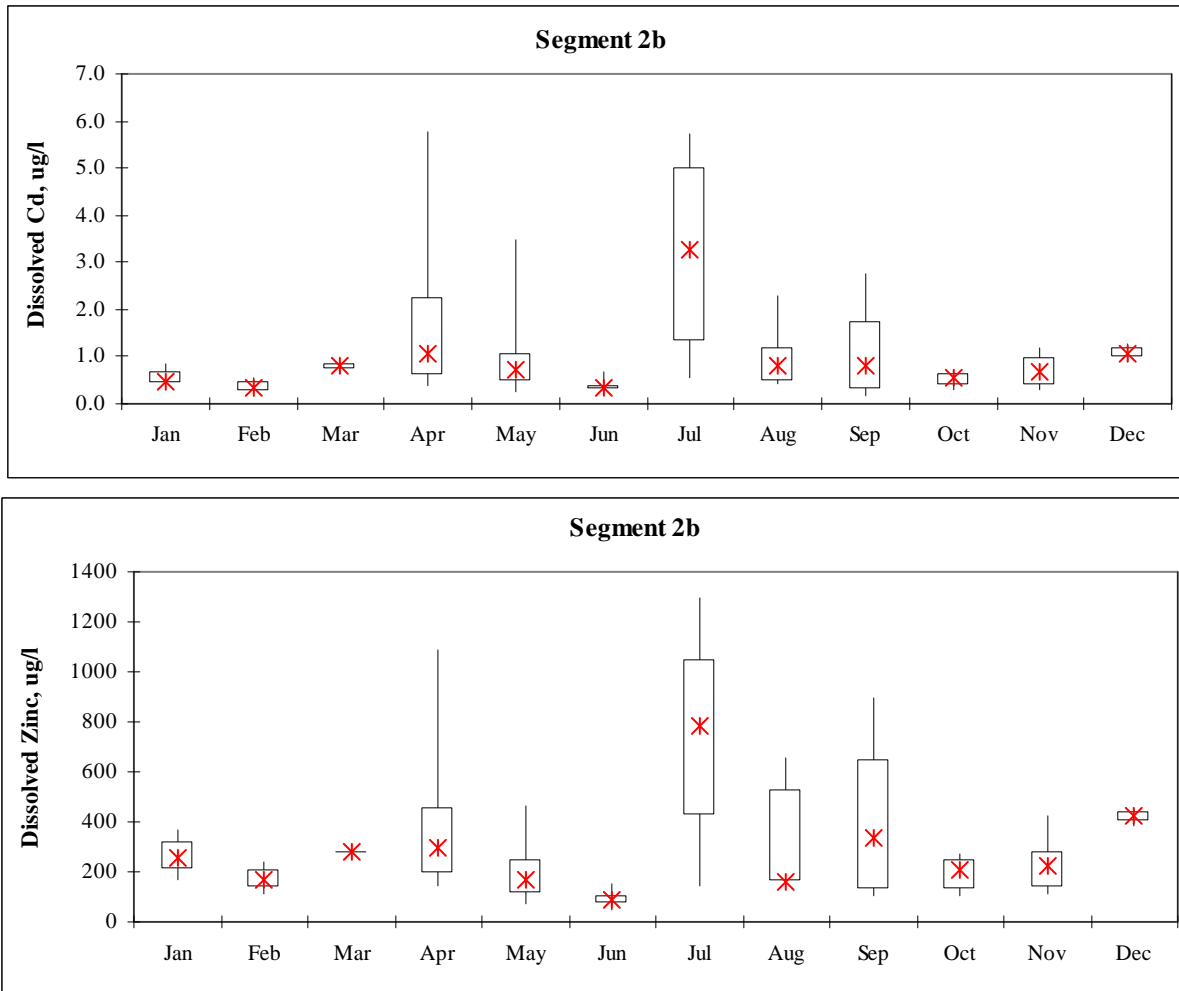 Segment 2b
7.0
6.0
5.0
4.0
3.0
2.0
1.0
0.0
Dissolved Cd, ug/l
Jan Feb Mar Apr May Jun Jul Aug Sep Oct Nov Dec
Segment 2b
1400
1200
1000
800
600
400
200
0
Dissolved Zinc, ug/l
Jan Feb Mar Apr May Jun Jul Aug Sep Oct Nov Dec